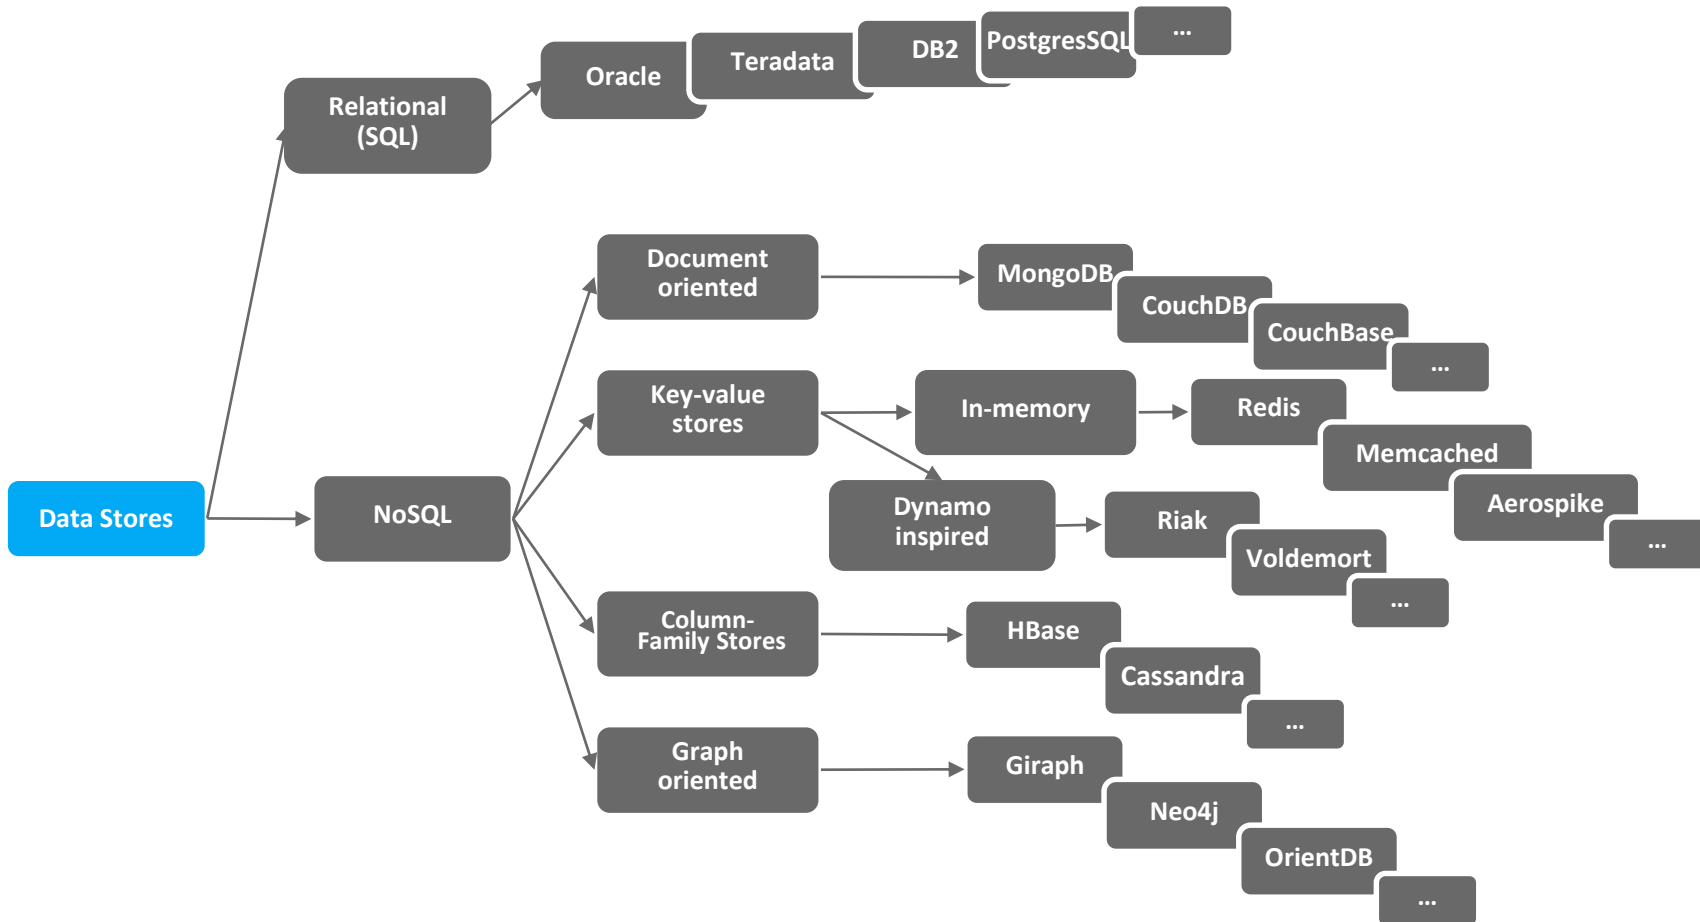 Oracle
Teradata
DB2
PostgresSQL
...
Relational
(SQL)
Document
oriented
MongoDB
CouchDB
CouchBase
...
Key-value
stores
In-memory
Redis
Memcached
Aerospike
...
Data Stores
NoSQL
Dynamo
inspired
Riak
Voldemort
...
Column-
Family Stores
HBase
Cassandra
...
Graph
oriented
Giraph
Neo4j
OrientDB
...